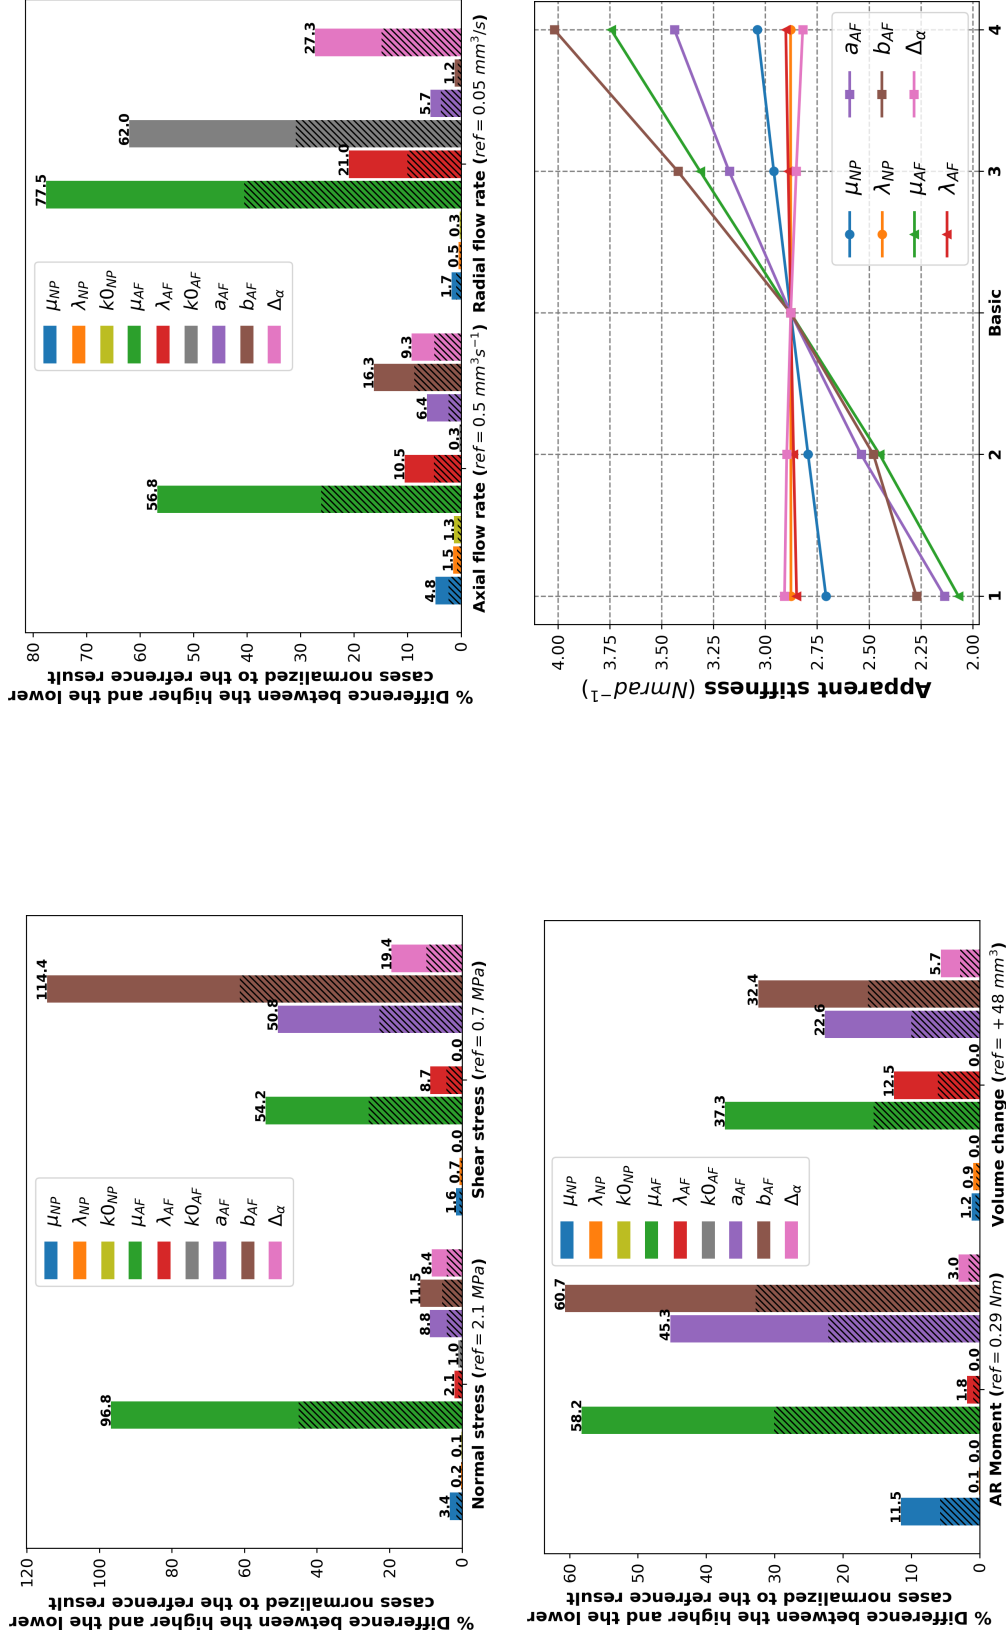 % Difference between the higher and the lower
cases normalized to the refrence result
120
100
80
60
40
20
0
μNP
λNP
k0NP
μAF
λAF
k0AF
aAF
bAF
Δα
3.4 0.2 0.1 96.8 2.1 1.0 8.8 11.5 8.4
1.6 0.7 0.0 54.2 8.7 0.0 50.8 114.4 19.4
Normal stress (ref = 2.1 MPa)
Shear stress (ref = 0.7 MPa)
% Difference between the higher and the lower
cases normalized to the refrence result
80
70
60
50
40
30
20
10
0
μNP
λNP
k0NP
μAF
λAF
k0AF
aAF
bAF
Δα
4.8 1.5 1.3 56.8 10.5 0.3 6.4 16.3 9.3
1.7 0.5 0.3 77.5 21.0 62.0 5.7 1.2 27.3
Axial flow rate (ref = 0.5 mm³s⁻¹)
Radial flow rate (ref = 0.05 mm³/s)
% Difference between the higher and the lower
cases normalized to the refrence result
60
50
40
30
20
10
0
μNP
λNP
k0NP
μAF
λAF
k0AF
aAF
bAF
Δα
11.5 0.1 0.0 58.2 1.8 0.0 45.3 60.7 3.0
1.2 0.9 0.0 37.3 12.5 0.0 22.6 32.4 5.7
AR Moment (ref = 0.29 Nm)
Volume change (ref = + 48 mm³)
Apparent stiffness (Nmrad⁻¹)
4.00
3.75
3.50
3.25
3.00
2.75
2.50
2.25
2.00
μNP aAF
λNP bAF
μAF Δα
λAF
1 2 Basic 3 4